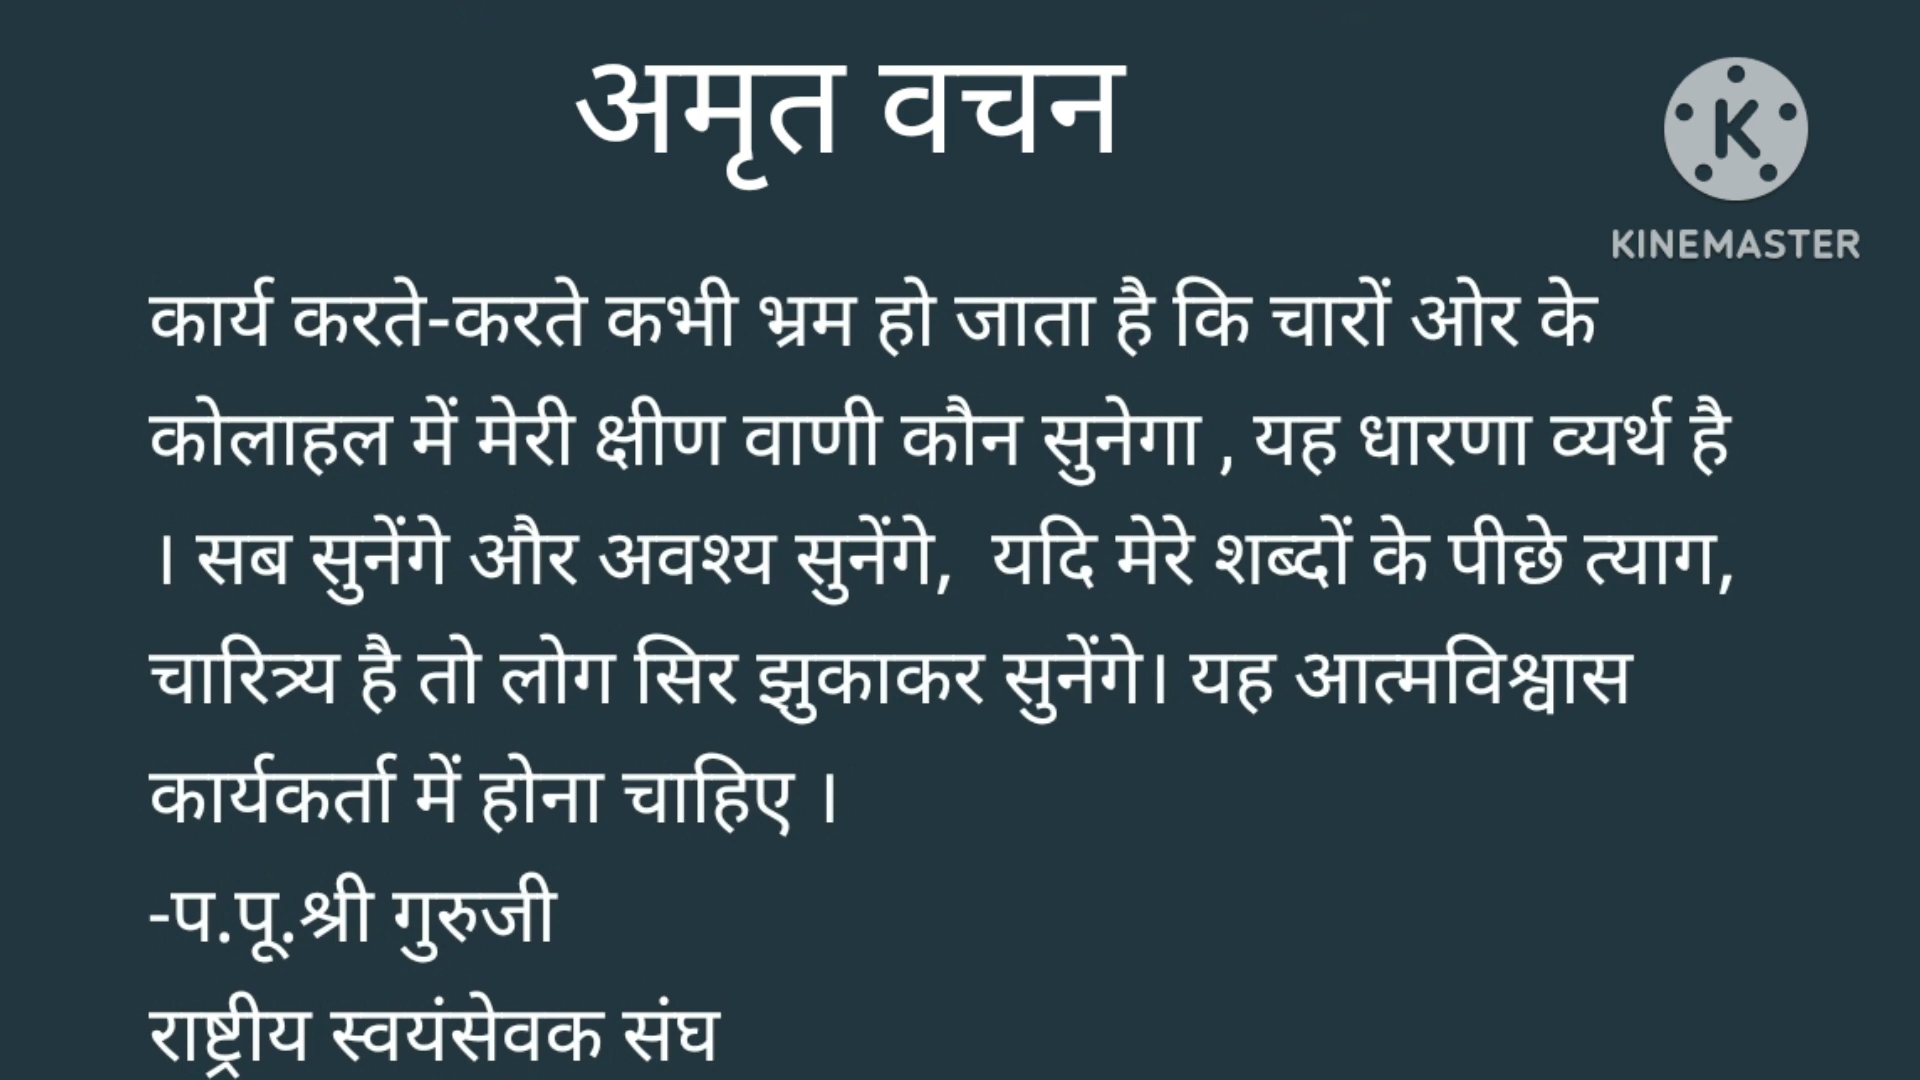 अमृत वचन
KINEMASTER
कार्य करते-करते कभी भ्रम हो जाता है कि चारों ओर के
कोलाहल में मेरी क्षीण वाणी कौन सुनेगा , यह धारणा व्यर्थ है
। सब सुनेंगे और अवश्य सुनेंगे, यदि मेरे शब्दों के पीछे त्याग,
चारित्र्य है तो लोग सिर झुकाकर सुनेंगे। यह आत्मविश्वास
कार्यकर्ता में होना चाहिए ।
-प.पू.श्री गुरुजी
राष्ट्रीय स्वयंसेवक संघ